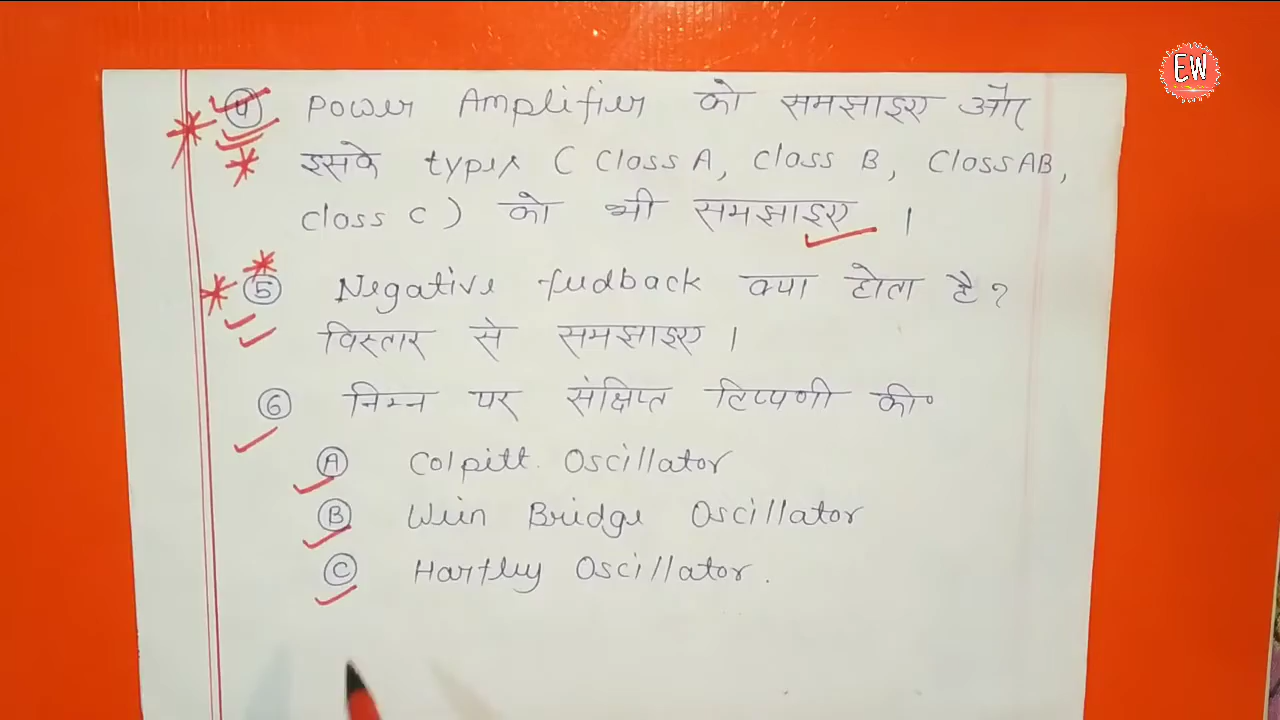 EW
④ Power Amplifier को समझाइए और
इसके types ( Class A, Class B, Class AB,
Class C ) को भी समझाइए ।
⑤ Negative feedback क्या होता है ?
विस्तार से समझाइए ।
⑥ निम्न पर संक्षिप्त टिप्पणी की॰
Ⓐ Colpitt. Oscillator
Ⓑ Wein Bridge Oscillator
Ⓒ Hartley Oscillator.